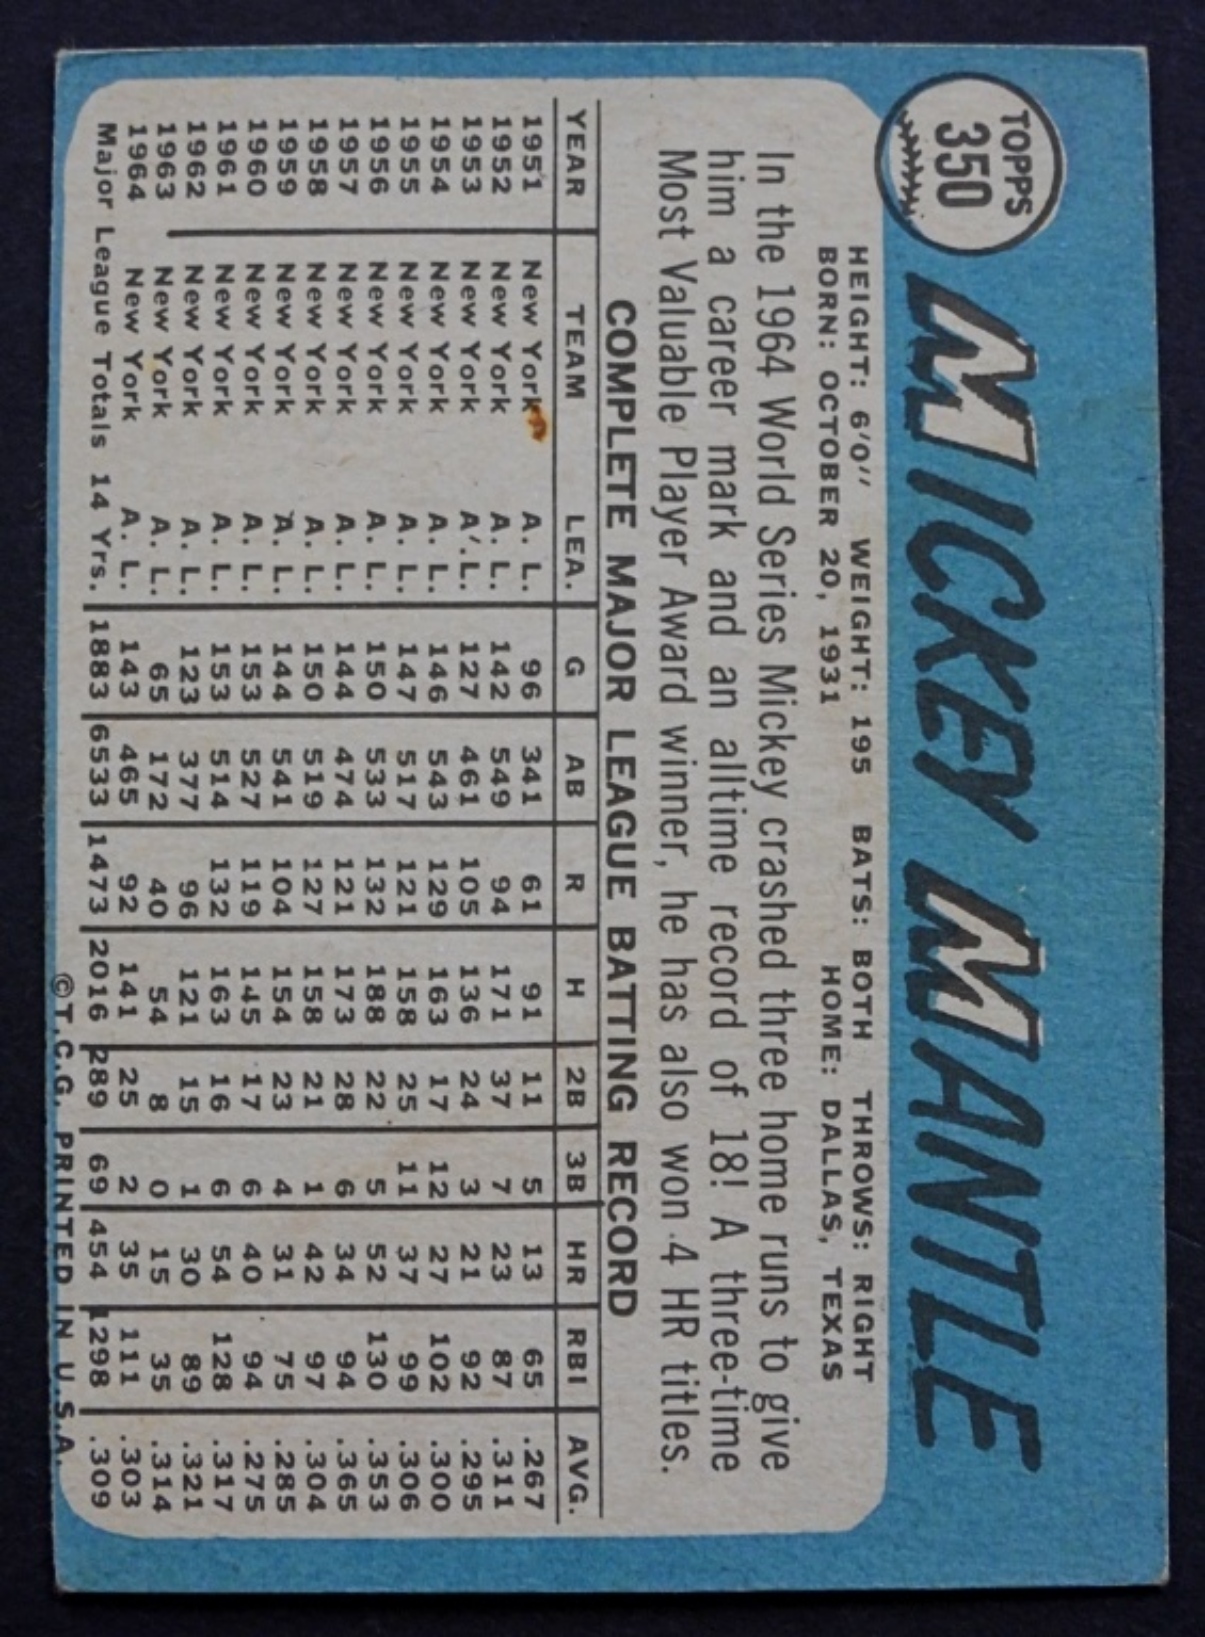 TOPPS
350
MICKEY MANTLE
HEIGHT: 6'0" WEIGHT: 195 BATS: BOTH THROWS: RIGHT
BORN: OCTOBER 20, 1931 HOME: DALLAS, TEXAS
In the 1964 World Series Mickey crashed three home runs to give
him a career mark and an alltime record of 18! A three-time
Most Valuable Player Award winner, he has also won 4 HR titles.
COMPLETE MAJOR LEAGUE BATTING RECORD
YEAR TEAM LEA. G AB R H 2B 3B HR RBI AVG.
1951 New York A. L. 96 341 61 91 11 5 13 65 .267
1952 New York A. L. 142 549 94 171 37 7 23 87 .311
1953 New York A. L. 127 461 105 136 24 3 21 92 .295
1954 New York A. L. 146 543 129 163 17 12 27 102 .300
1955 New York A. L. 147 517 121 158 25 11 37 99 .306
1956 New York A. L. 150 533 132 188 22 5 52 130 .353
1957 New York A. L. 144 474 121 173 28 6 34 94 .365
1958 New York A. L. 150 519 127 158 21 1 42 97 .304
1959 New York A. L. 144 541 104 154 23 4 31 75 .285
1960 New York A. L. 153 527 119 145 17 6 40 94 .275
1961 New York A. L. 153 514 132 163 16 6 54 128 .317
1962 New York A. L. 123 377 96 121 15 1 30 89 .321
1963 New York A. L. 65 172 40 54 8 0 15 35 .314
1964 New York A. L. 143 465 92 141 25 2 35 111 .303
Major League Totals 14 Yrs. 1883 6533 1473 2016 289 69 454 1298 .309
©T.C.G. PRINTED IN U.S.A.